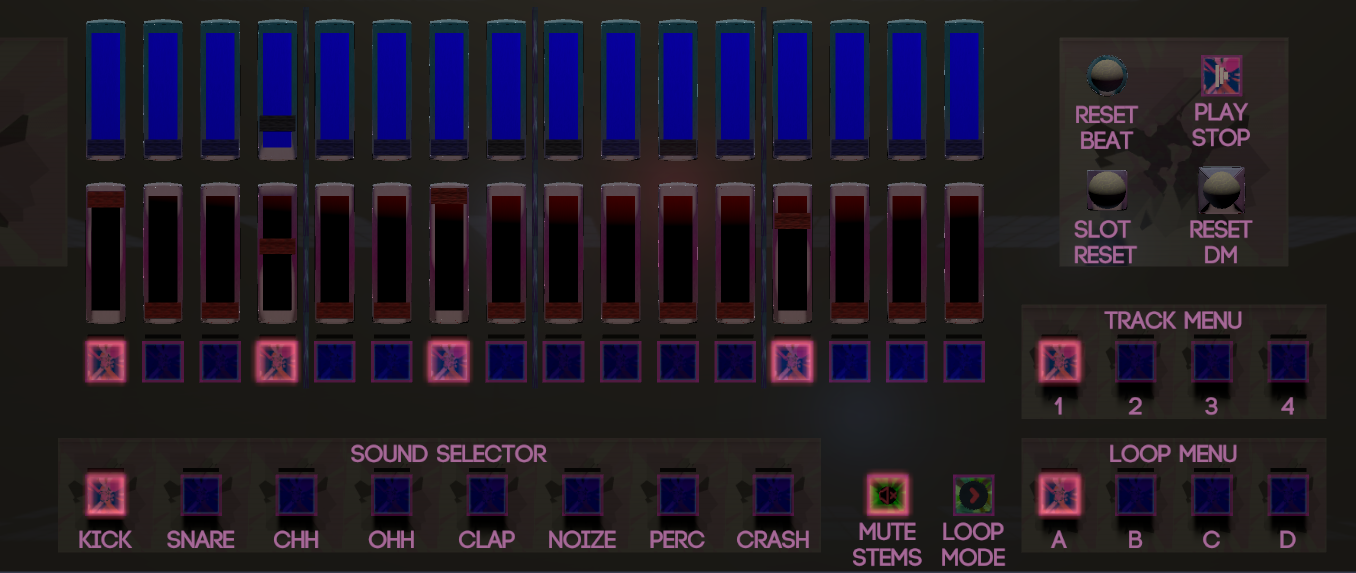 RESET
BEAT
PLAY
STOP
SLOT
RESET
RESET
DM
TRACK MENU
1 2 3 4
SOUND SELECTOR
KICK SNARE CHH OHH CLAP NOIZE PERC CRASH
MUTE
STEMS
LOOP
MODE
LOOP MENU
A B C D